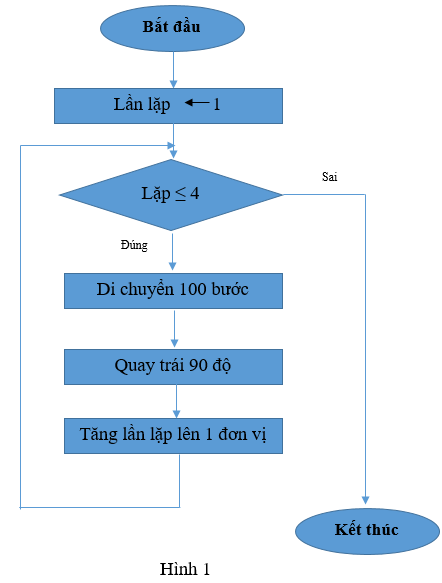 Bắt đầu
Lần lặp ← 1
Lặp ≤ 4
Sai
Đúng
Di chuyển 100 bước
Quay trái 90 độ
Tăng lần lặp lên 1 đơn vị
Kết thúc
Hình 1